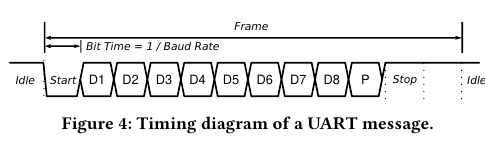 Frame
Bit Time = 1 / Baud Rate
Idle Start D1 D2 D3 D4 D5 D6 D7 D8 P Stop Idle
Figure 4: Timing diagram of a UART message.